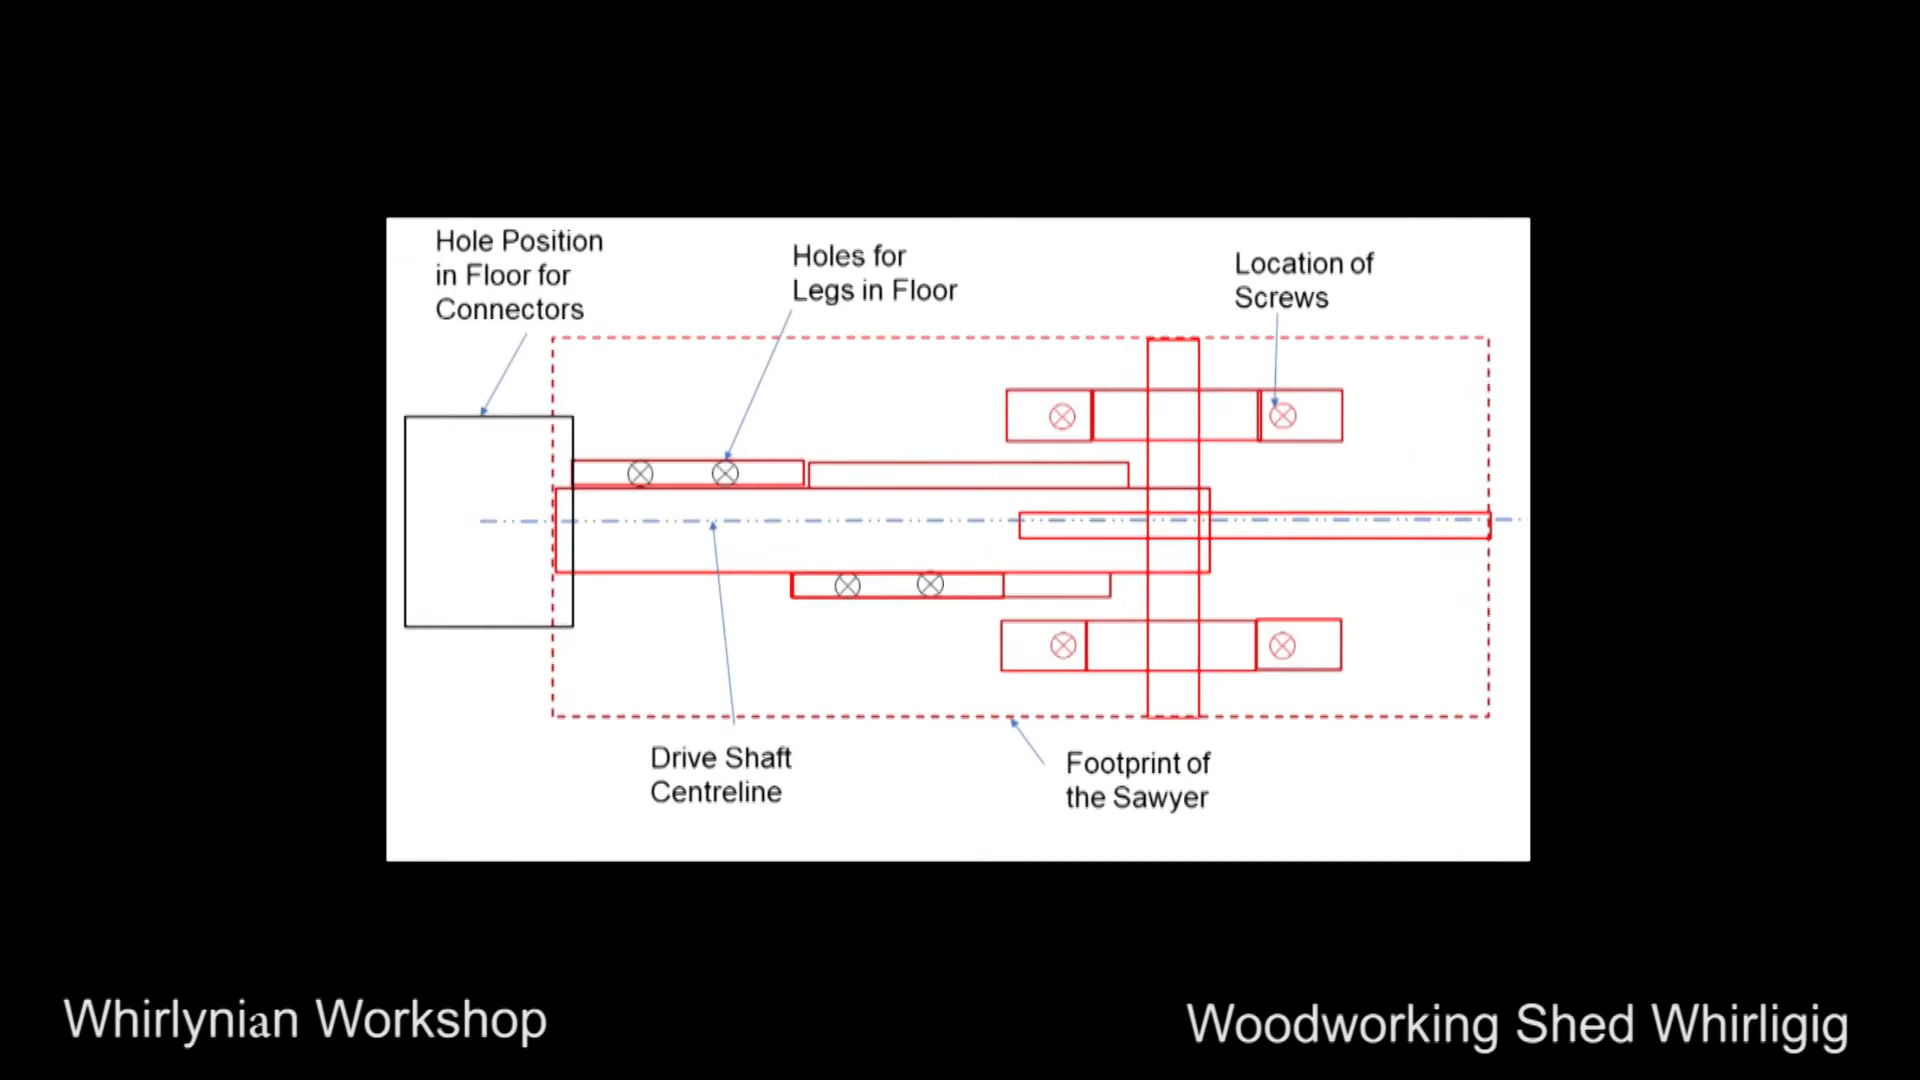 Hole Position
in Floor for
Connectors
Holes for
Legs in Floor
Location of
Screws
Drive Shaft
Centreline
Footprint of
the Sawyer
Whirlynian Workshop
Woodworking Shed Whirligig